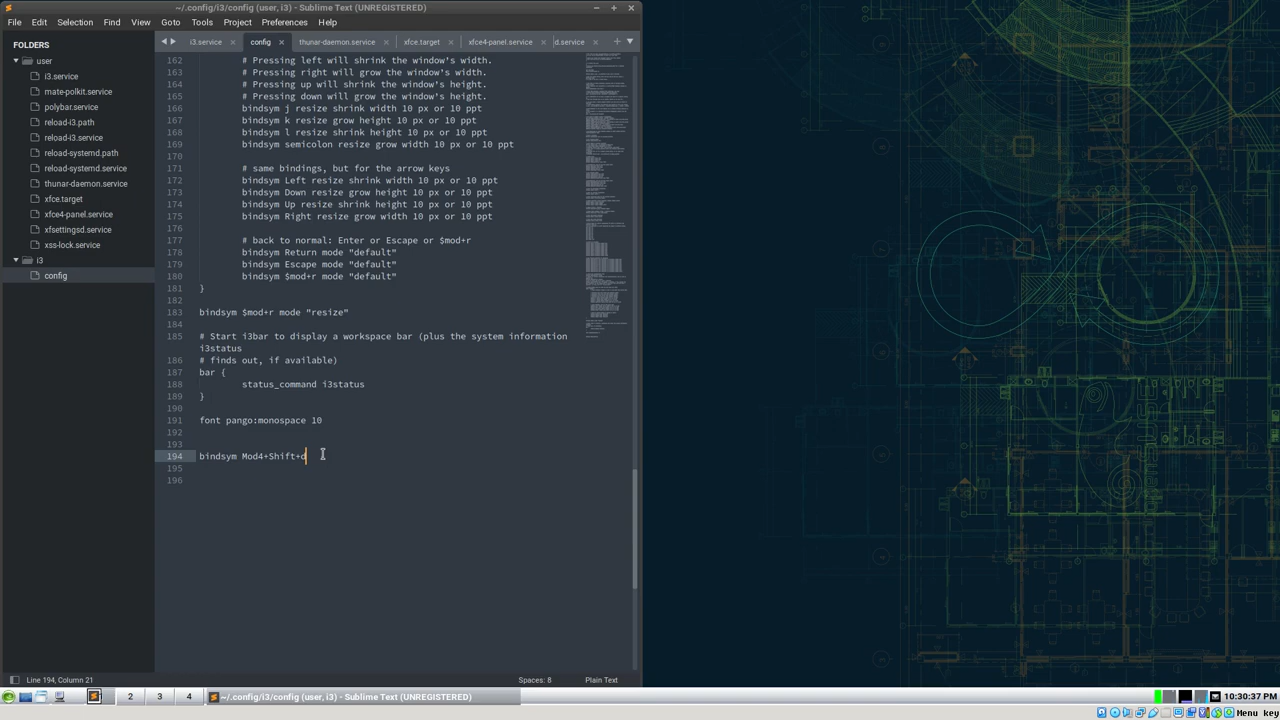 ~/.config/i3/config (user, i3) - Sublime Text (UNREGISTERED)
File Edit Selection Find View Goto Tools Project Preferences Help
FOLDERS
user
i3.service
mate-polkit.service
polybar.service
reload-i3.path
reload-i3.service
reload-systemd.path
reload-systemd.service
thunar-daemon.service
xfce.target
xfce4-panel.service
xfsettingsd.service
xss-lock.service
i3
config
i3.service config thunar-daemon.service xfce.target xfce4-panel.service d.service
162 # Pressing left will shrink the window's width.
163 # Pressing right will grow the window's width.
164 # Pressing up will shrink the window's height.
165 # Pressing down will grow the window's height.
166 bindsym j resize shrink width 10 px or 10 ppt
167 bindsym k resize grow height 10 px or 10 ppt
168 bindsym l resize shrink height 10 px or 10 ppt
169 bindsym semicolon resize grow width 10 px or 10 ppt
170
171 # same bindings, but for the arrow keys
172 bindsym Left resize shrink width 10 px or 10 ppt
173 bindsym Down resize grow height 10 px or 10 ppt
174 bindsym Up resize shrink height 10 px or 10 ppt
175 bindsym Right resize grow width 10 px or 10 ppt
176
177 # back to normal: Enter or Escape or $mod+r
178 bindsym Return mode "default"
179 bindsym Escape mode "default"
180 bindsym $mod+r mode "default"
181 }
182
183 bindsym $mod+r mode "resize"
184
185 # Start i3bar to display a workspace bar (plus the system information
i3status
186 # finds out, if available)
187 bar {
188 status_command i3status
189 }
190
191 font pango:monospace 10
192
193
194 bindsym Mod4+Shift+d
195
196
Line 194, Column 21 Spaces: 8 Plain Text
2 3 4 ~/.config/i3/config (user, i3) - Sublime Text (UNREGISTERED) 10:30:37 PM
Menu key